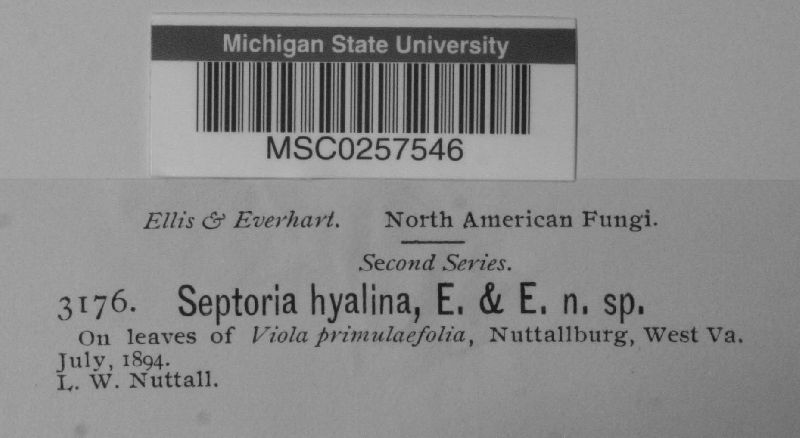 Michigan State University
MSC0257546
Ellis & Everhart. North American Fungi.
Second Series.
3176. Septoria hyalina, E. & E. n. sp.
On leaves of Viola primulaefolia, Nuttallburg, West Va.
July, 1894.
L. W. Nuttall.